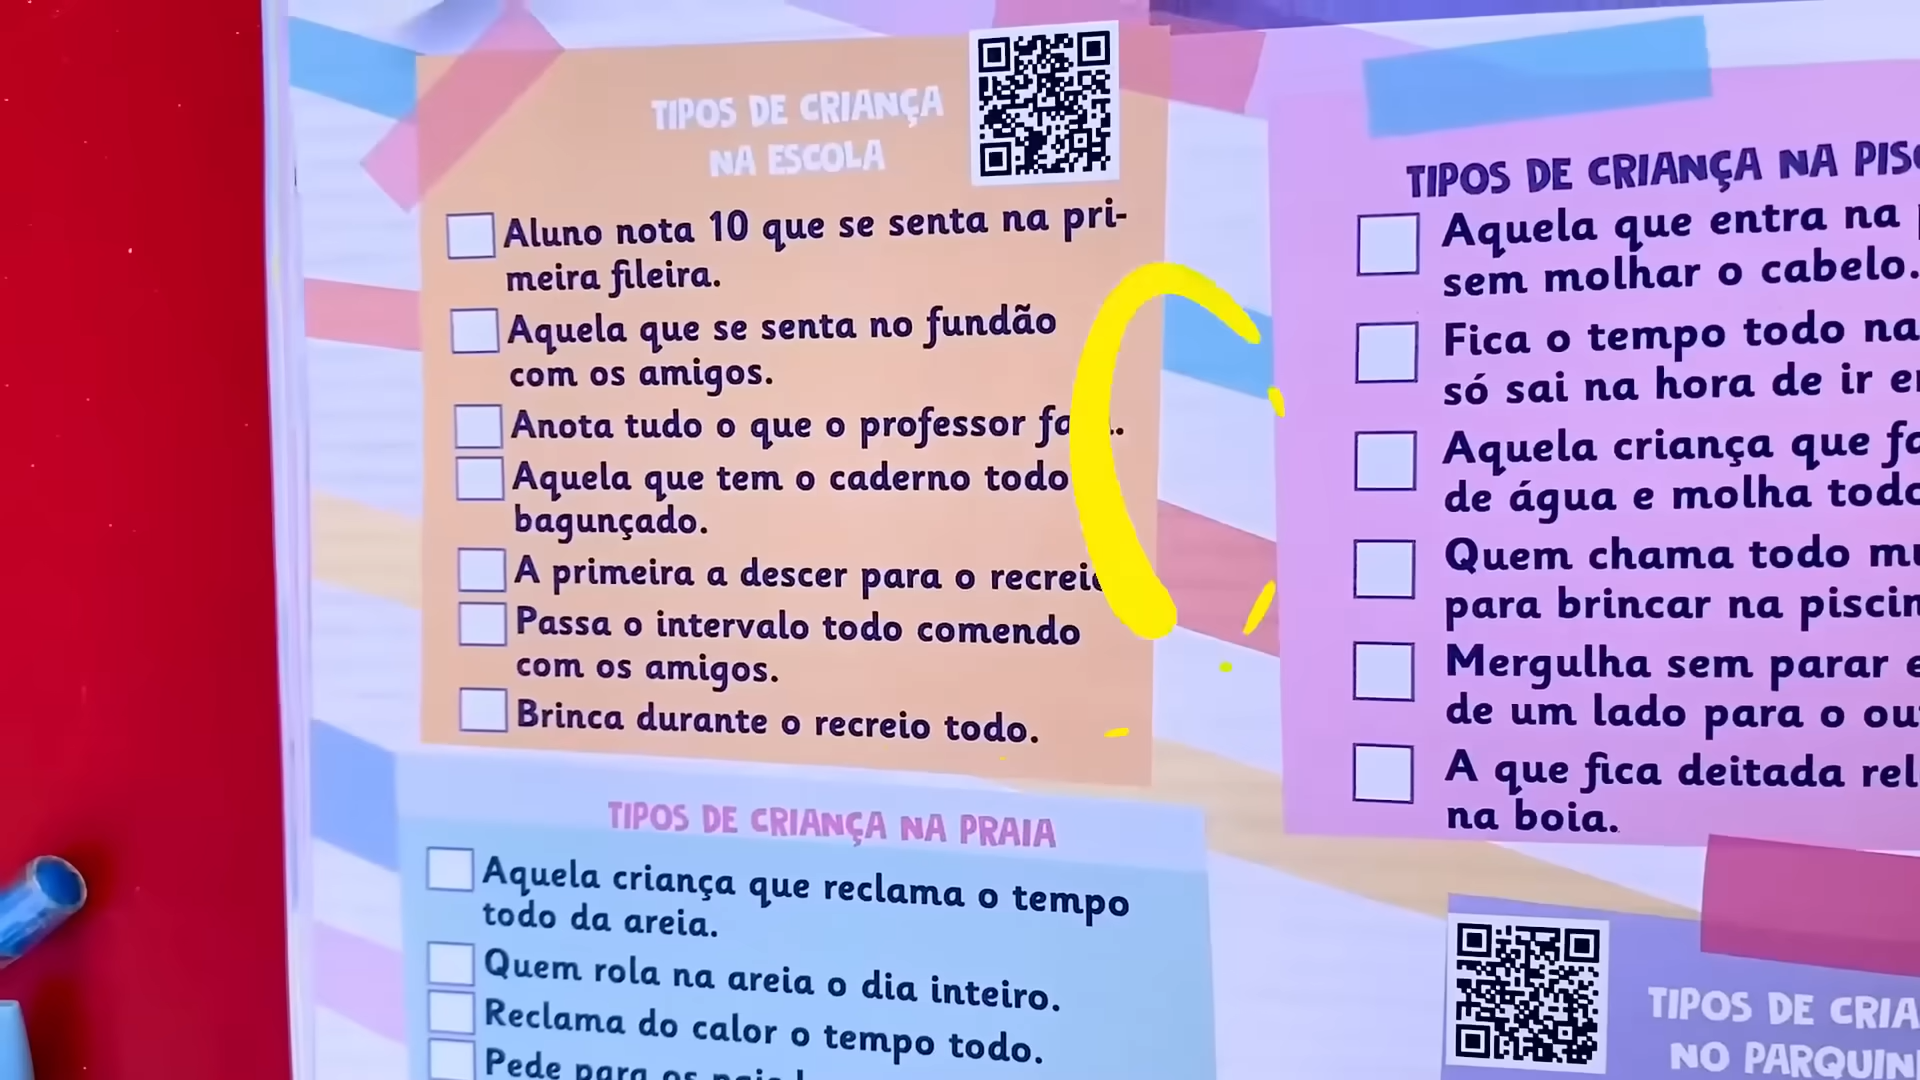 TIPOS DE CRIANÇA
NA ESCOLA
Aluno nota 10 que se senta na pri-
meira fileira.
Aquela que se senta no fundão
com os amigos.
Anota tudo o que o professor
Aquela que tem o caderno todo
bagunçado.
A primeira a descer para o
Passa o intervalo todo comendo
com os amigos.
Brinca durante o recreio todo.
TIPOS DE CRIANÇA NA PRAIA
Aquela criança que reclama o tempo
todo da areia.
Quem rola na areia o dia inteiro.
Reclama do calor o tempo todo.
Pede para os
TIPOS DE CRIANÇA NA
Aquela que entra na
sem molhar o cabelo.
Fica o tempo todo na
só sai na hora de ir
Aquela criança que
de água e molha
Quem chama todo
para brincar na
Mergulha sem parar
de um lado para o
A que fica deitada
na boia.
TIPOS DE
NO